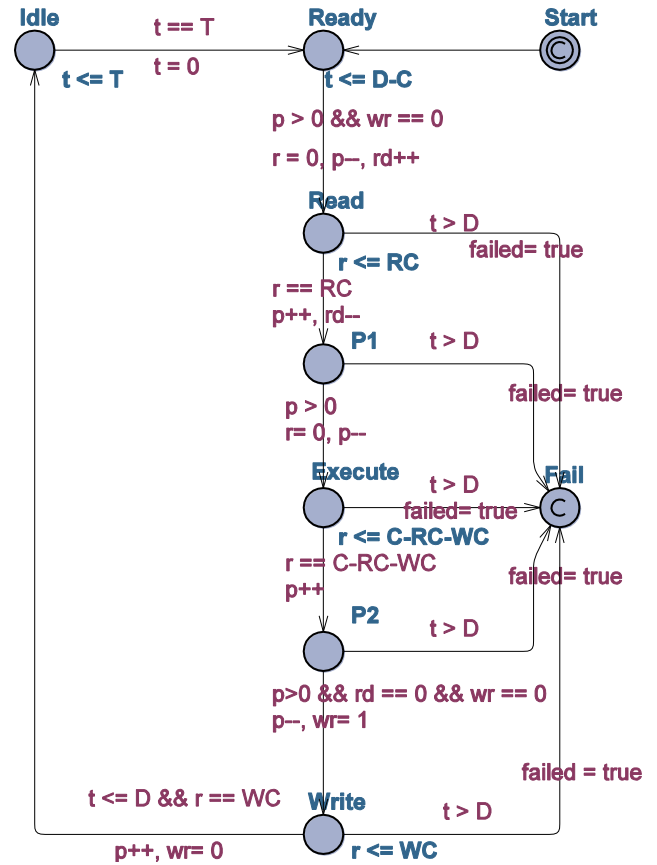 Idle
t == T
Ready
Start
t <= T
t = 0
t <= D-C
C
p > 0 && wr == 0
r = 0, p--, rd++
Read
t > D
failed= true
r <= RC
r == RC
p++, rd--
P1
t > D
failed= true
p > 0
r= 0, p--
Execute
t > D
Fail
failed= true
C
r <= C-RC-WC
r == C-RC-WC
failed= true
p++
P2
t > D
p>0 && rd == 0 && wr == 0
p--, wr= 1
failed = true
t <= D && r == WC
Write
t > D
p++, wr= 0
r <= WC